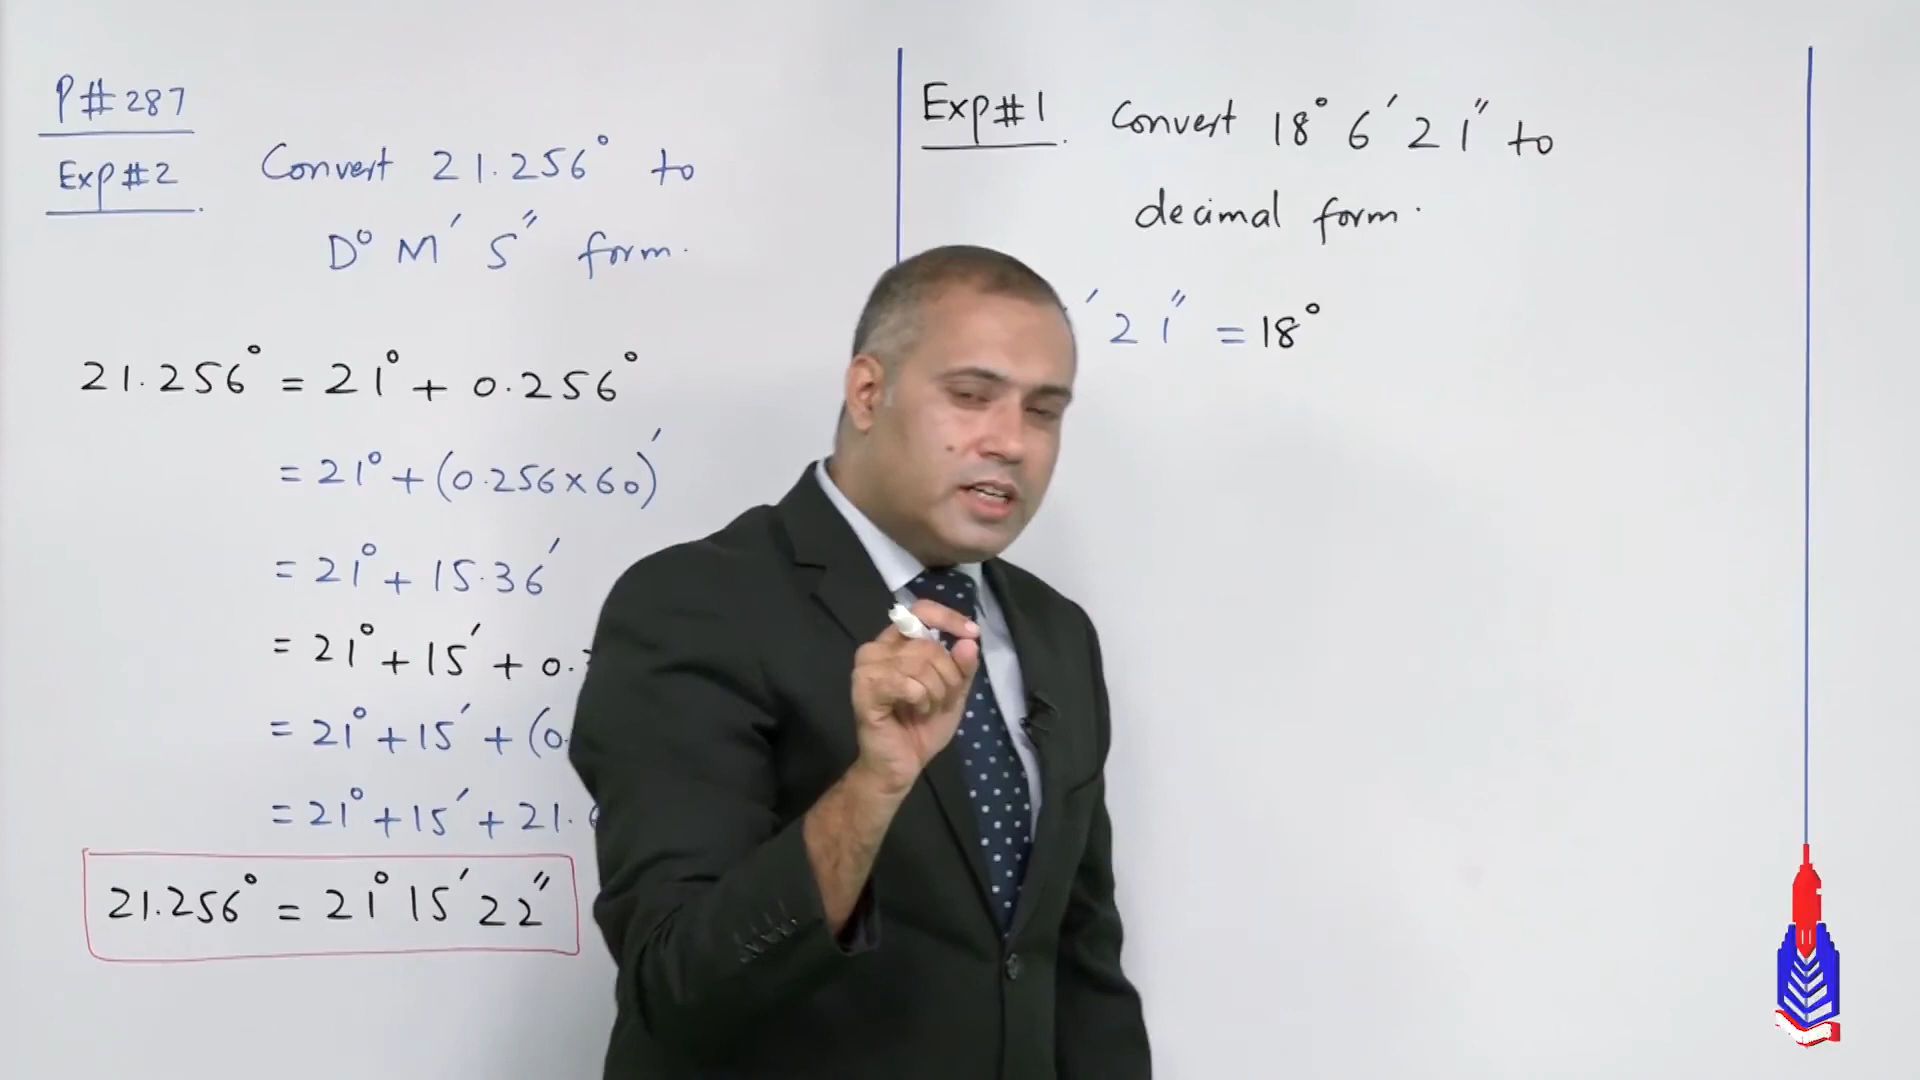 P#287
Exp#2 Convert 21.256° to
D° M′ S″ form.
21.256° = 21° + 0.256°
= 21° + (0.256×60)′
= 21° + 15.36′
= 21° + 15′ + 0.
= 21° + 15′ + (0.
= 21° + 15′ + 21.
21.256° = 21° 15′ 22″
Exp#1. Convert 18° 6′ 21″ to
decimal form.
′ 21″ = 18°